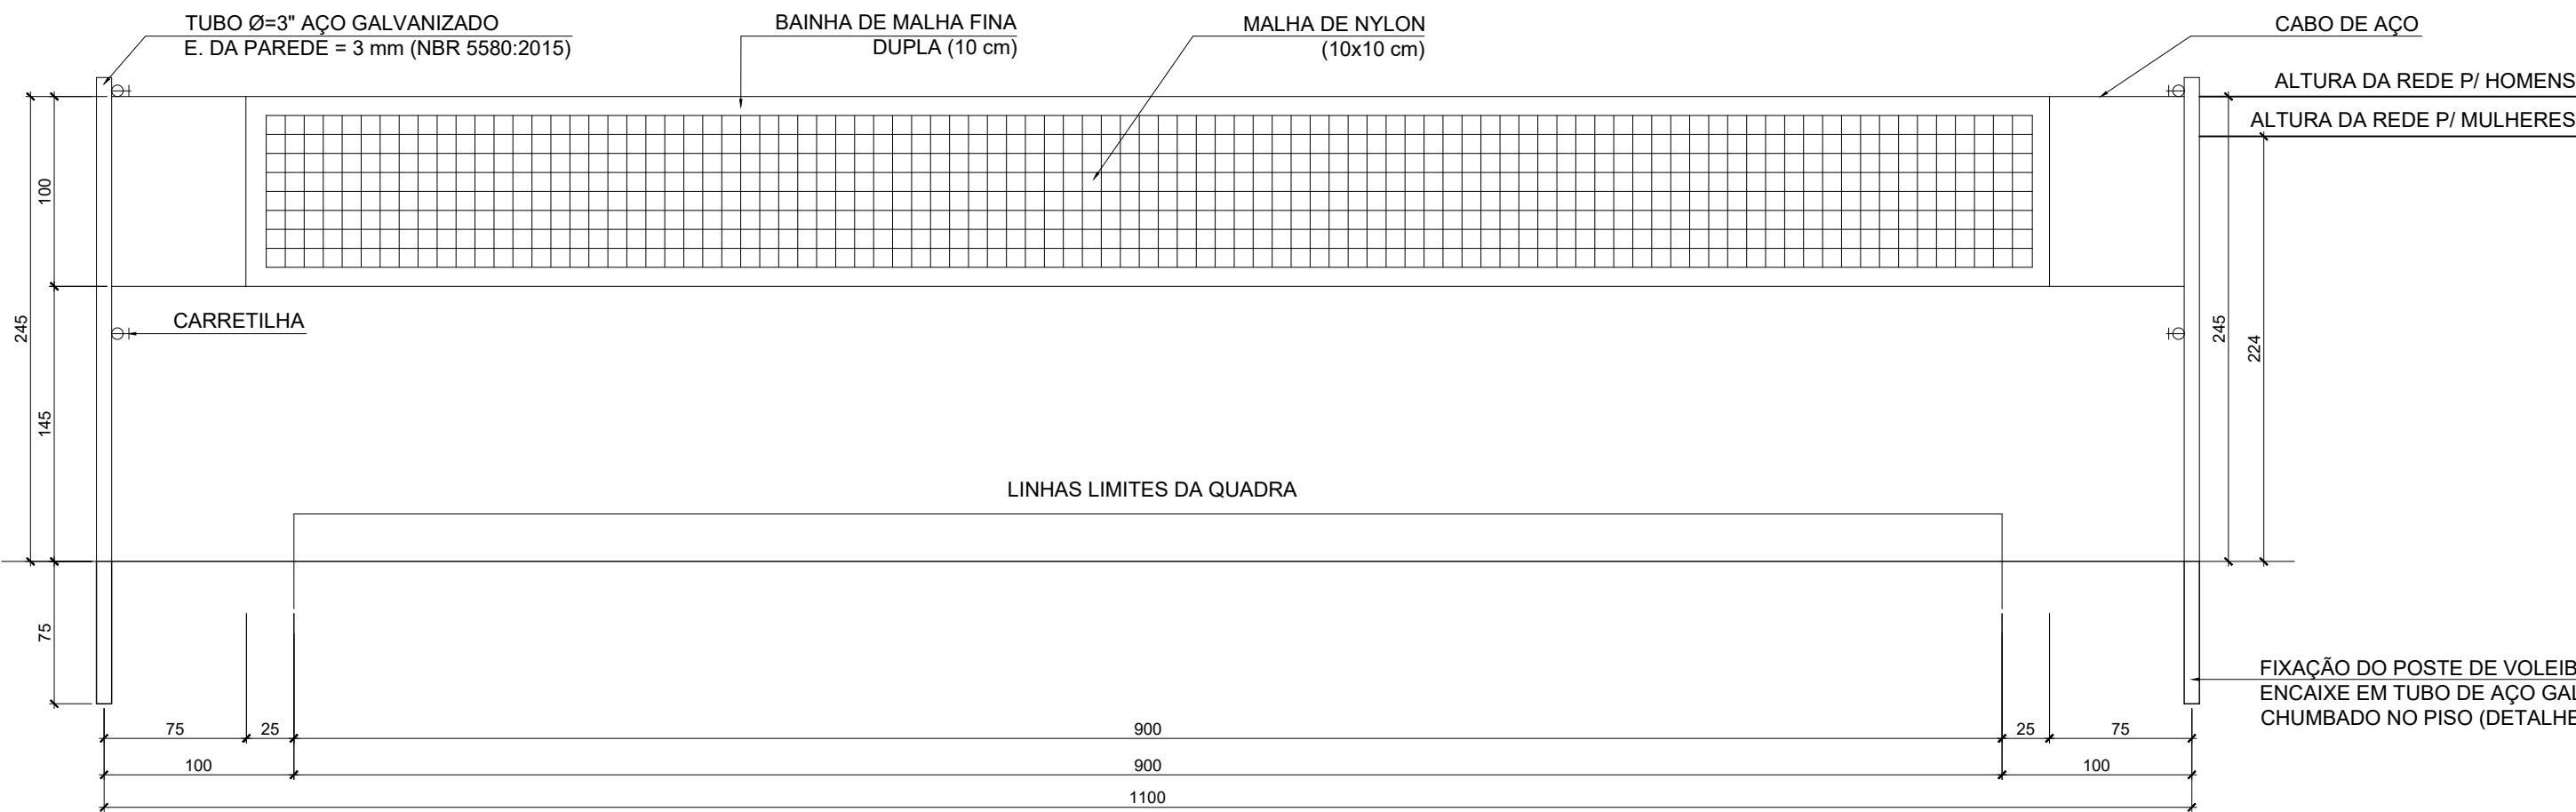 TUBO Ø=3" AÇO GALVANIZADO
E. DA PAREDE = 3 mm (NBR 5580:2015)
BAINHA DE MALHA FINA
DUPLA (10 cm)
MALHA DE NYLON
(10x10 cm)
CABO DE AÇO
ALTURA DA REDE P/ HOMENS
ALTURA DA REDE P/ MULHERES
100
245
145
75
CARRETILHA
245
224
LINHAS LIMITES DA QUADRA
FIXAÇÃO DO POSTE DE VOLEIB
ENCAIXE EM TUBO DE AÇO GAL
CHUMBADO NO PISO (DETALHE
75 25 900 25 75
100 900 100
1100